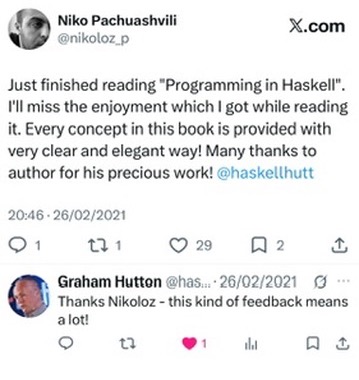 Niko Pachuashvili
X.com
@nikoloz_p
Just finished reading "Programming in Haskell".
I'll miss the enjoyment which I got while reading
it. Every concept in this book is provided with
very clear and elegant way! Many thanks to
author for his precious work! @haskellhutt
20:46 · 26/02/2021
1 1 29 2
Graham Hutton @has... · 26/02/2021 ...
Thanks Nikoloz - this kind of feedback means
a lot!
1